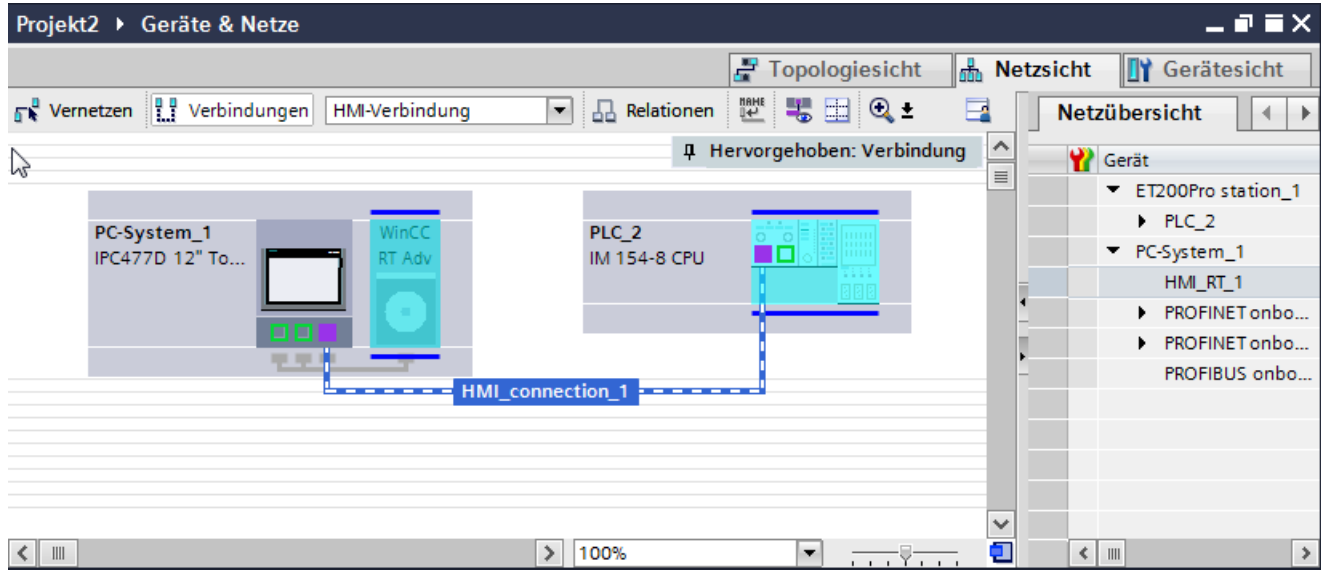 Projekt2 ▸ Geräte & Netze
Topologiesicht Netzsicht Gerätesicht
Vernetzen Verbindungen HMI-Verbindung Relationen
Netzübersicht
Hervorgehoben: Verbindung
Gerät
ET200Pro station_1
PLC_2
PC-System_1
HMI_RT_1
PROFINET onbo...
PROFINET onbo...
PROFIBUS onbo...
PC-System_1
IPC477D 12" To...
WinCC
RT Adv
PLC_2
IM 154-8 CPU
HMI_connection_1
100%